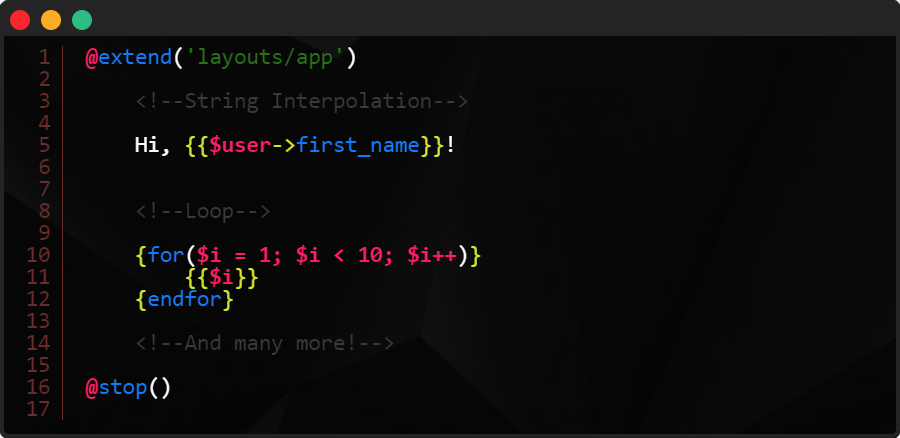 1 @extend('layouts/app')
2
3 <!--String Interpolation-->
4
5 Hi, {{$user->first_name}}!
6
7
8 <!--Loop-->
9
10 {for($i = 1; $i < 10; $i++)}
11 {{$i}}
12 {endfor}
13
14 <!--And many more!-->
15
16 @stop()
17